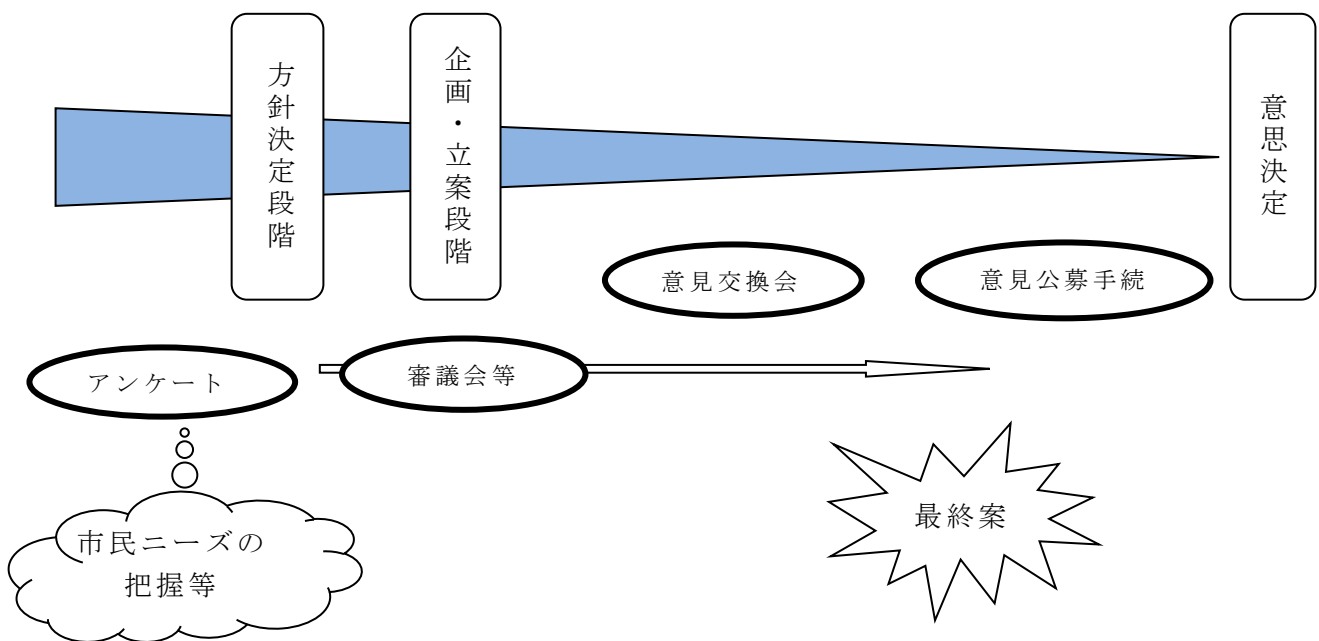 方針決定段階
企画・立案段階
意思決定
意見交換会
意見公募手続
アンケート
審議会等
最終案
市民ニーズの
把握等